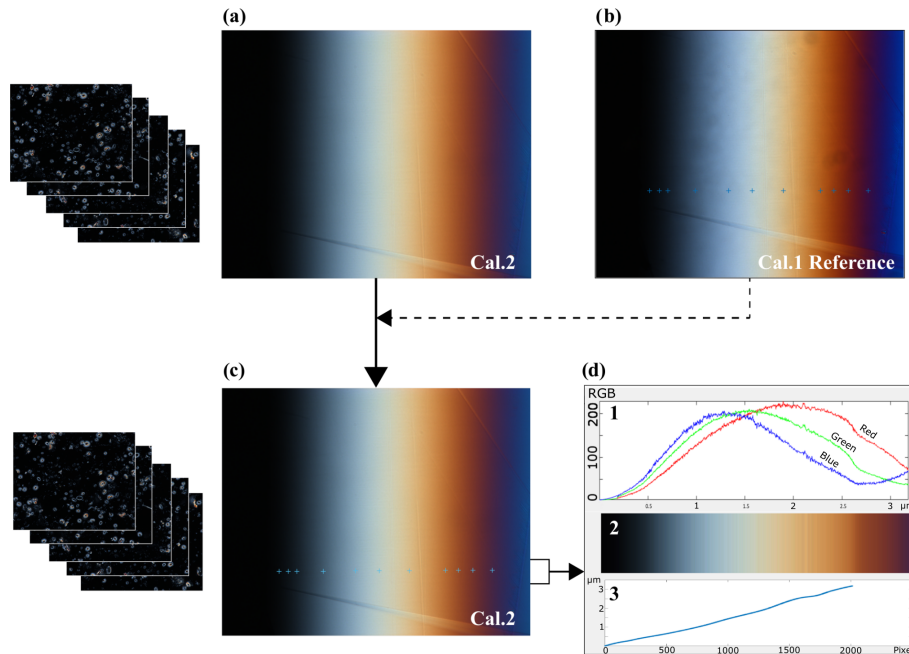 (a)
(b)
Cal.2
Cal.1 Reference
(c)
(d)
Cal.2
RGB
1
200
100
0
Red
Green
Blue
0.5
1
1.5
2
2.5
3
μm
2
μm
3
3
2
1
0
500
1000
1500
2000
Pixel